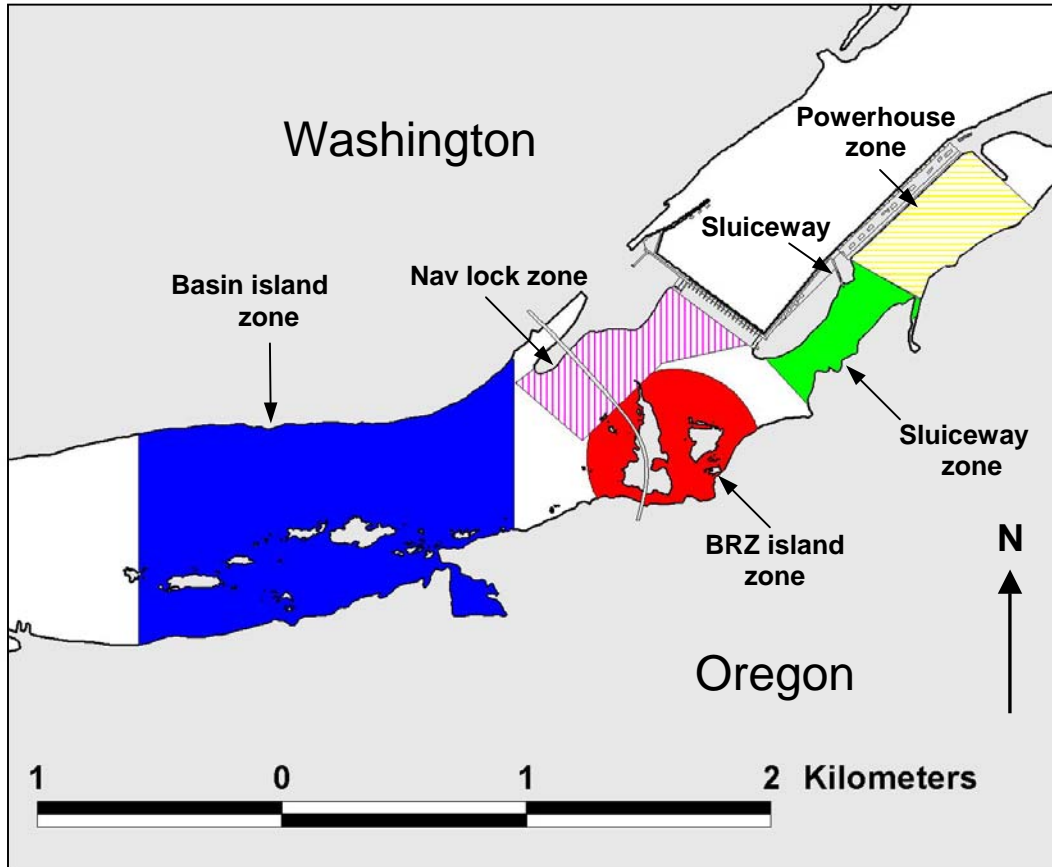 Washington
Powerhouse
zone
Sluiceway
Nav lock zone
Basin island
zone
Sluiceway
zone
BRZ island
zone
N
Oregon
1 0 1 2 Kilometers